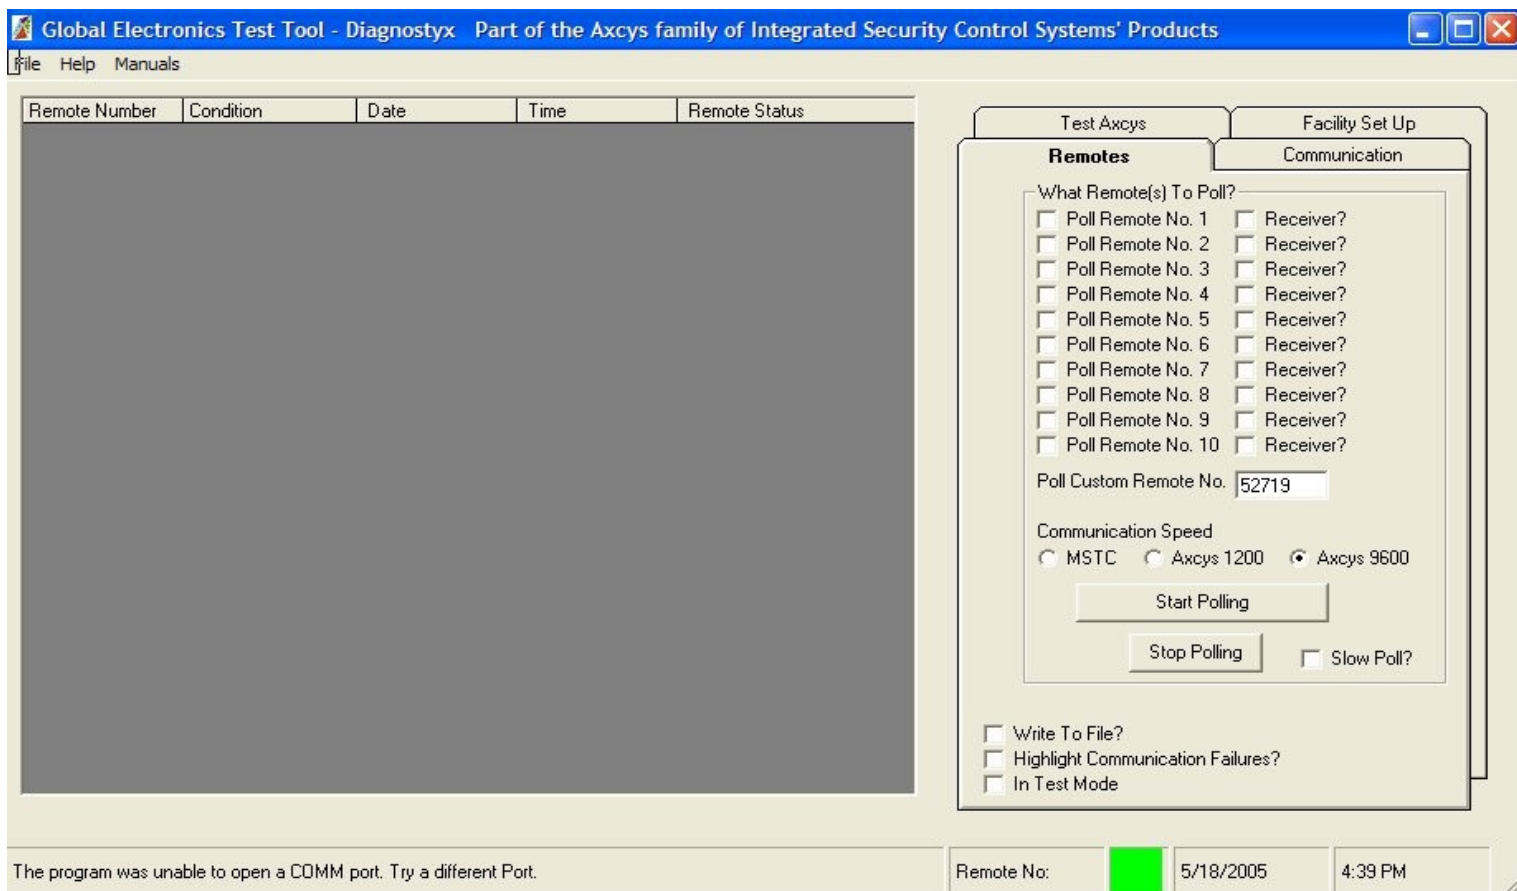 Global Electronics Test Tool - Diagnostyx Part of the Axcys family of Integrated Security Control Systems' Products
File Help Manuals
Remote Number Condition Date Time Remote Status
Test Axcys Facility Set Up
Remotes Communication
What Remote(s) To Poll?
Poll Remote No. 1 Receiver?
Poll Remote No. 2 Receiver?
Poll Remote No. 3 Receiver?
Poll Remote No. 4 Receiver?
Poll Remote No. 5 Receiver?
Poll Remote No. 6 Receiver?
Poll Remote No. 7 Receiver?
Poll Remote No. 8 Receiver?
Poll Remote No. 9 Receiver?
Poll Remote No. 10 Receiver?
Poll Custom Remote No. 52719
Communication Speed
MSTC Axcys 1200 Axcys 9600
Start Polling
Stop Polling Slow Poll?
Write To File?
Highlight Communication Failures?
In Test Mode
The program was unable to open a COMM port. Try a different Port. Remote No: 5/18/2005 4:39 PM